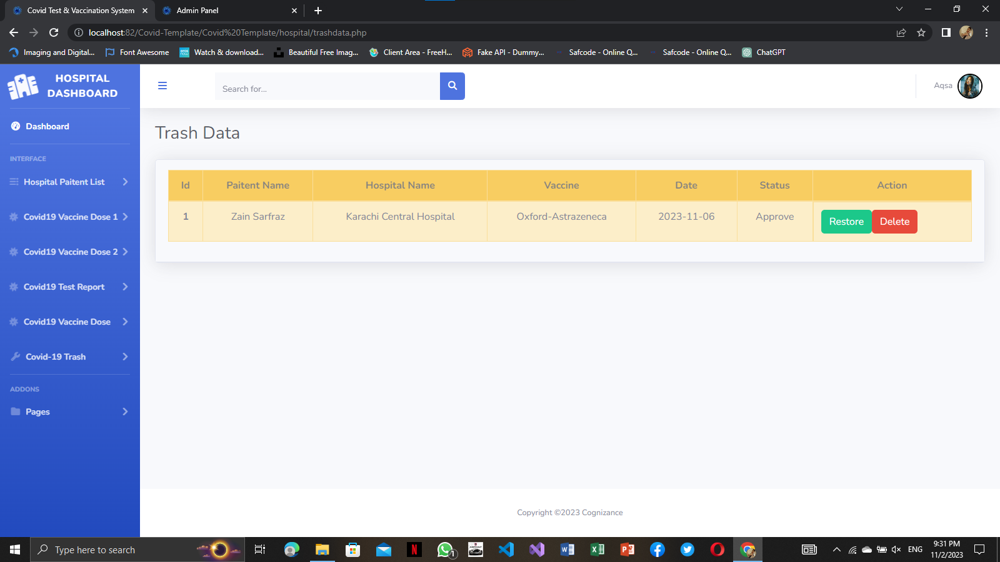 Covid Test & Vaccination System
Admin Panel
localhost:82/Covid-Template/Covid%20Template/hospital/trashdata.php
Imaging and Digital...
Font Awesome
eros now
Watch & download...
Beautiful Free Imag...
Client Area - FreeH...
Fake API - Dummy...
Safcode - Online Q...
Safcode - Online Q...
ChatGPT
HOSPITAL
DASHBOARD
Search for...
Aqsa
Dashboard
INTERFACE
Hospital Paitent List
Covid19 Vaccine Dose 1
Covid19 Vaccine Dose 2
Covid19 Test Report
Covid19 Vaccine Dose
Covid-19 Trash
ADDONS
Pages
Trash Data
Id Paitent Name Hospital Name Vaccine Date Status Action
1 Zain Sarfraz Karachi Central Hospital Oxford-Astrazeneca 2023-11-06 Approve Restore Delete
Copyright ©2023 Cognizance
Type here to search
N
1
W
X
P
ENG
9:31 PM
11/2/2023